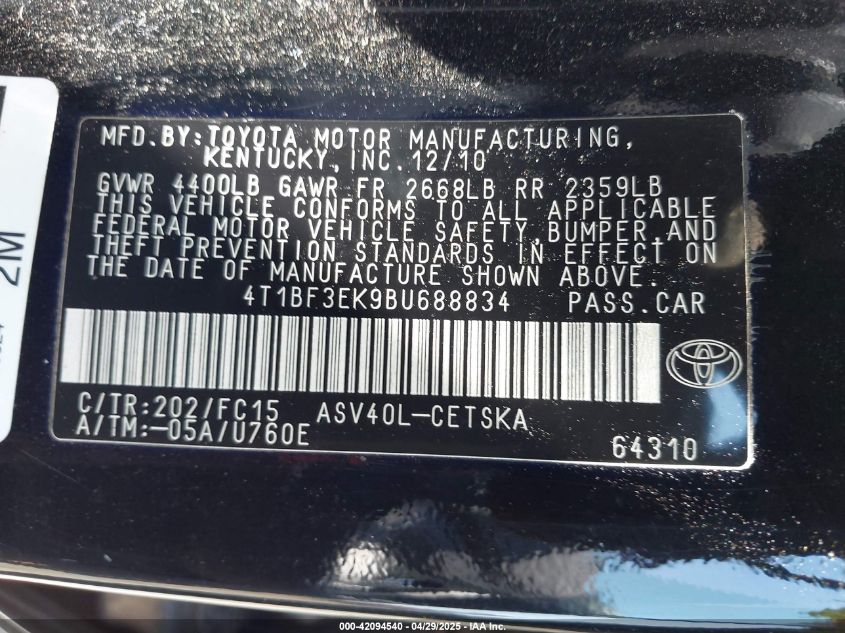 MFD.BY:TOYOTA MOTOR MANUFACTURING,
KENTUCKY,INC.12/10
GVWR 4400LB GAWR FR 2668LB RR 2359LB
THIS VEHICLE CONFORMS TO ALL APPLICABLE
FEDERAL MOTOR VEHICLE SAFETY,BUMPER,AND
THEFT PREVENTION STANDARDS IN EFFECT ON
THE DATE OF MANUFACTURE SHOWN ABOVE.
4T1BF3EK9BU688834 PASS.CAR
C/TR:202/FC15 ASV40L-CETSKA
A/TM:-05A/U760E
64310
2M
000-42094540 - 04/29/2025 - IAA Inc.